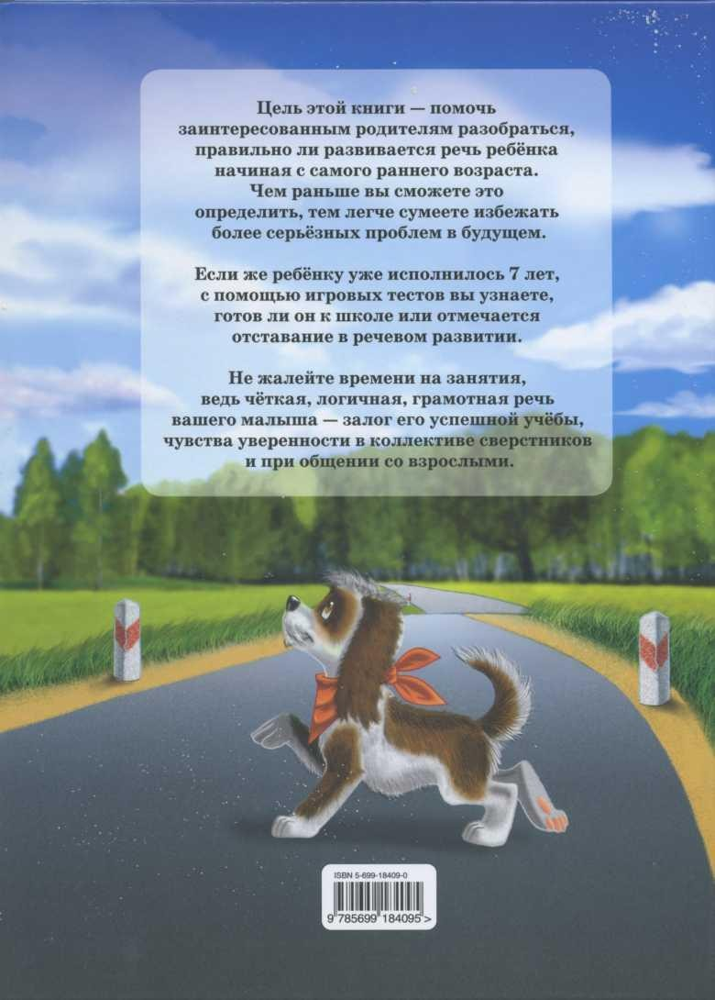 Цель этой книги — помочь
заинтересованным родителям разобраться,
правильно ли развивается речь ребёнка
начиная с самого раннего возраста.
Чем раньше вы сможете это
определить, тем легче сумеете избежать
более серьёзных проблем в будущем.
Если же ребёнку уже исполнилось 7 лет,
с помощью игровых тестов вы узнаете,
готов ли он к школе или отмечается
отставание в речевом развитии.
Не жалейте времени на занятия,
ведь чёткая, логичная, грамотная речь
вашего малыша — залог его успешной учёбы,
чувства уверенности в коллективе сверстников
и при общении со взрослыми.
ISBN 5-699-18409-0
9 785699 184095>